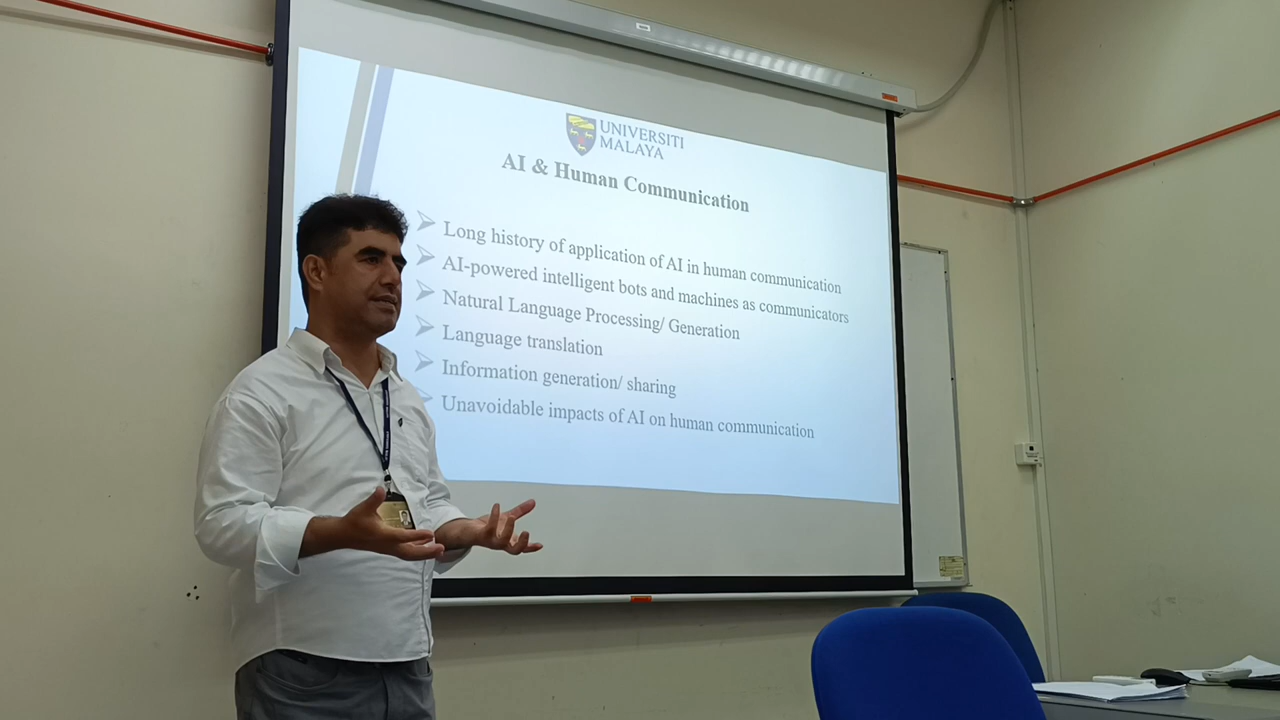 UNIVERSITI
MALAYA
AI & Human Communication
Long history of application of AI in human communication
AI-powered intelligent bots and machines as communicators
Natural Language Processing/ Generation
Language translation
Information generation/ sharing
Unavoidable impacts of AI on human communication